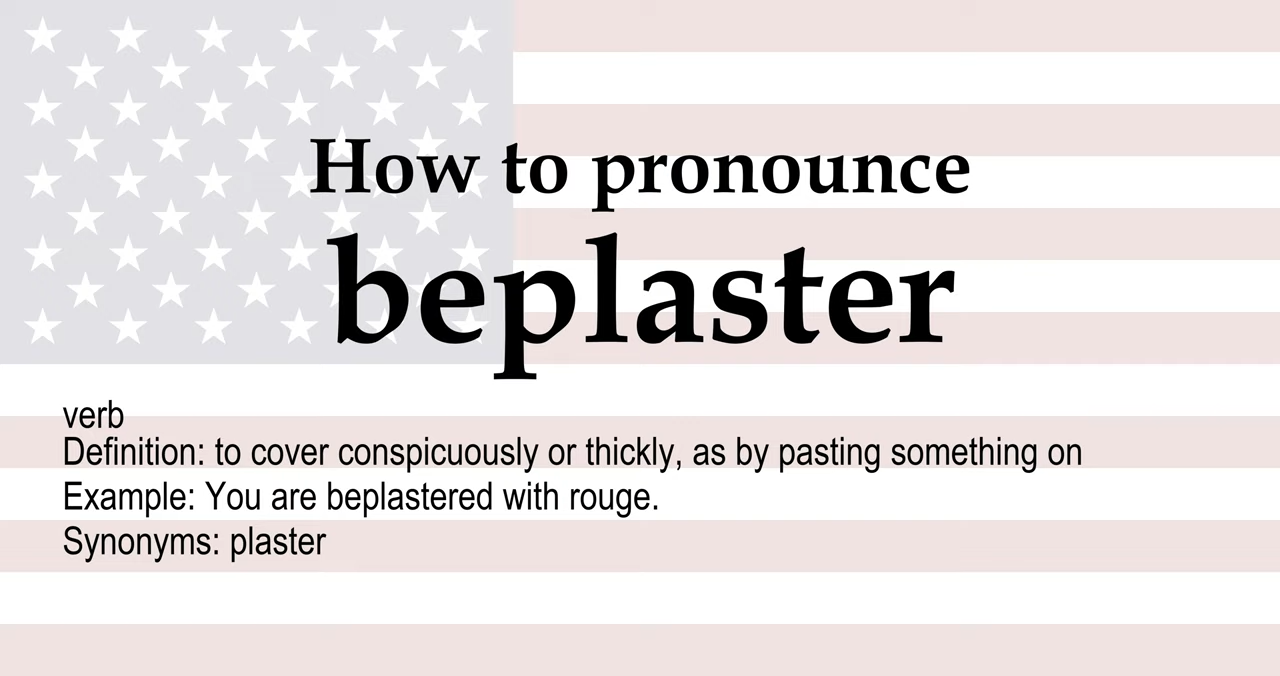 How to pronounce
beplaster
verb
Definition: to cover conspicuously or thickly, as by pasting something on
Example: You are beplastered with rouge.
Synonyms: plaster